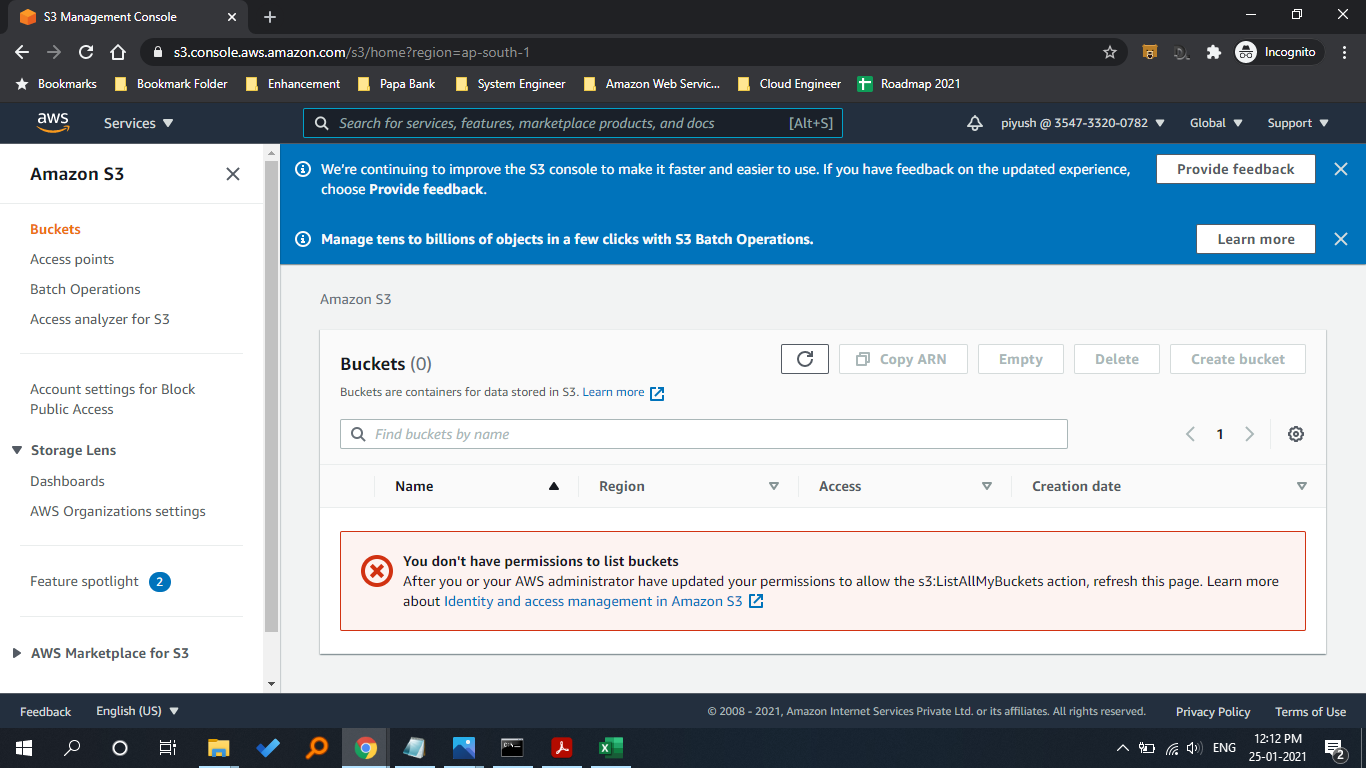 S3 Management Console
s3.console.aws.amazon.com/s3/home?region=ap-south-1
Incognito
Bookmarks
Bookmark Folder
Enhancement
Papa Bank
System Engineer
Amazon Web Servic...
Cloud Engineer
Roadmap 2021
aws
Services
Search for services, features, marketplace products, and docs
[Alt+S]
piyush @ 3547-3320-0782
Global
Support
Amazon S3
Buckets
Access points
Batch Operations
Access analyzer for S3
Account settings for Block
Public Access
Storage Lens
Dashboards
AWS Organizations settings
Feature spotlight 2
AWS Marketplace for S3
We're continuing to improve the S3 console to make it faster and easier to use. If you have feedback on the updated experience,
choose Provide feedback.
Provide feedback
Manage tens to billions of objects in a few clicks with S3 Batch Operations.
Learn more
Amazon S3
Buckets (0)
Copy ARN
Empty
Delete
Create bucket
Buckets are containers for data stored in S3. Learn more
Find buckets by name
1
Name
Region
Access
Creation date
You don't have permissions to list buckets
After you or your AWS administrator have updated your permissions to allow the s3:ListAllMyBuckets action, refresh this page. Learn more
about Identity and access management in Amazon S3
Feedback
English (US)
© 2008 - 2021, Amazon Internet Services Private Ltd. or its affiliates. All rights reserved.
Privacy Policy
Terms of Use
ENG
12:12 PM
25-01-2021
2